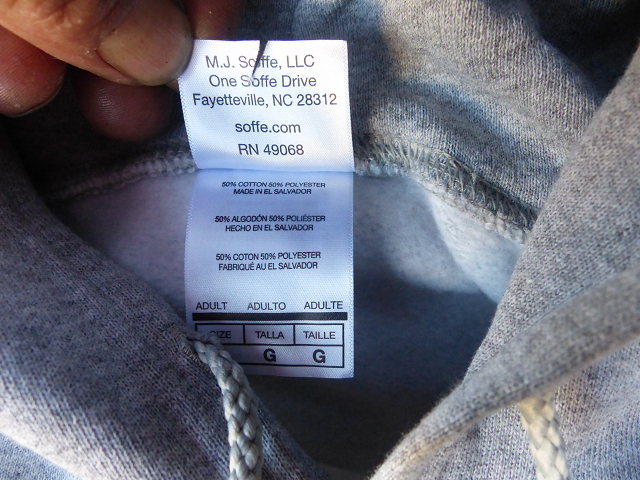 M.J. Soffe, LLC
One Soffe Drive
Fayetteville, NC 28312
soffe.com
RN 49068
50% COTTON 50% POLYESTER
MADE IN EL SALVADOR
50% ALGODÓN 50% POLIÉSTER
HECHO EN EL SALVADOR
50% COTON 50% POLYESTER
FABRIQUÉ AU EL SALVADOR
ADULT ADULTO ADULTE
SIZE TALLA TAILLE
G G